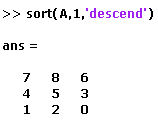 >> sort(A,1,'descend')
ans =
7 8 6
4 5 3
1 2 0